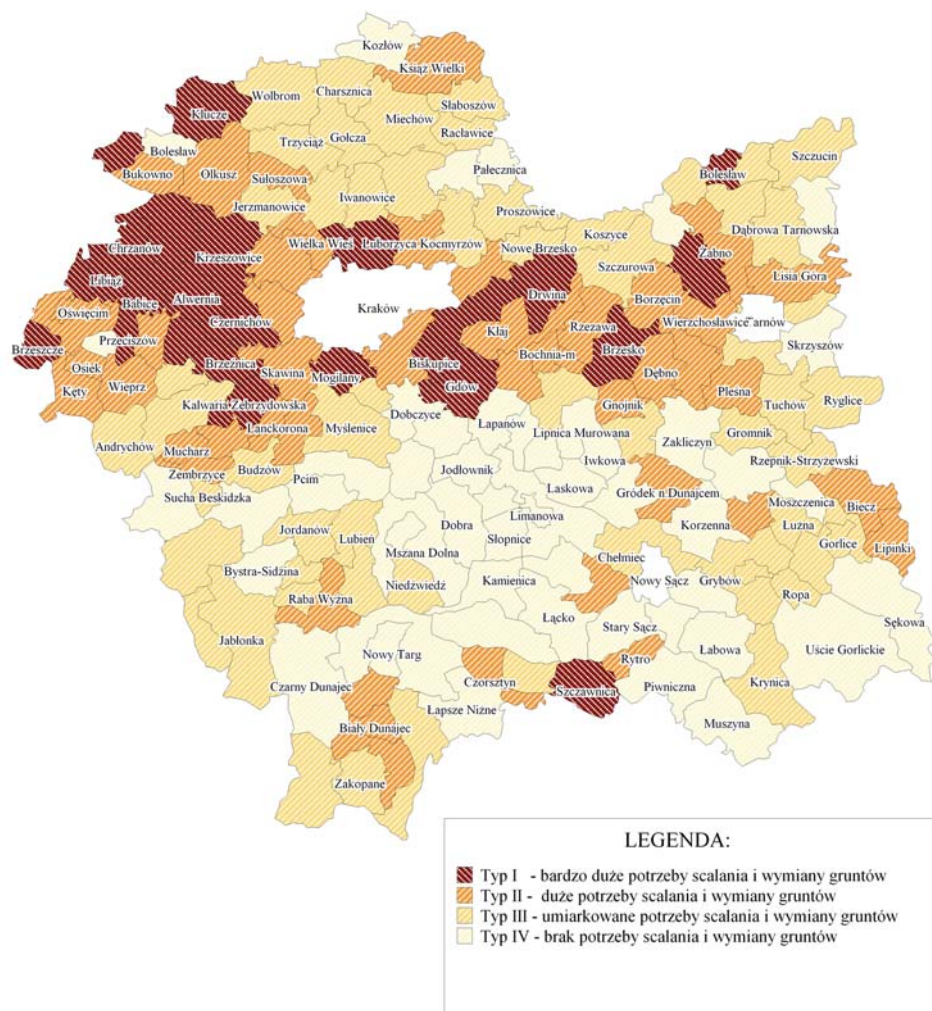 Kozłów
Książ Wielki
Wolbrom
Charsznica
Klucze
Słaboszów
Miechów
Racławice
Trzyciąż
Gołcza
Bolesław
Bukowno
Olkusz
Sułoszowa
Pałecznica
Bolesław
Szczucin
Jerzmanowice
Iwanowice
Proszowice
Koszyce
Dąbrowa Tarnowska
Chrzanów
Krzeszowice
Wielka Wieś
Luborzyca
Kocmyrzów
Nowe Brzesko
Żabno
Szczurowa
Lisia Góra
Libiąż
Babice
Alwernia
Kraków
Drwina
Borzęcin
Oświęcim
Czernichów
Kłaj
Rzezawa
Wierzchosławice
Tarnów
Brzeszcze
Przeciszów
Bochnia-m
Skrzyszów
Osiek
Brzeźnica
Skawina
Mogilany
Biskupice
Brzesko
Kęty
Wieprz
Gdów
Dębno
Pleśna
Kalwaria Zebrzydowska
Dobczyce
Gnojnik
Tuchów
Ryglice
Lanckorona
Myślenice
Łapanów
Lipnica Murowana
Gromnik
Andrychów
Mucharz
Zakliczyn
Rzepnik-Strzyżewski
Zembrzyce
Budzów
Pcim
Jodłownik
Iwkowa
Sucha Beskidzka
Laskowa
Gródek n.Dunajcem
Moszczenica
Biecz
Jordanów
Limanowa
Korzenna
Łużna
Lubień
Dobra
Słopnice
Gorlice
Lipinki
Mszana Dolna
Chełmiec
Bystra-Sidzina
Niedźwiedź
Kamienica
Nowy Sącz
Grybów
Raba Wyżna
Ropa
Łącko
Stary Sącz
Sękowa
Jabłonka
Nowy Targ
Łabowa
Uście Gorlickie
Rytro
Czarny Dunajec
Czorsztyn
Szczawnica
Piwniczna
Krynica
Łapsze Niżne
Biały Dunajec
Muszyna
Zakopane
LEGENDA:
Typ I - bardzo duże potrzeby scalania i wymiany gruntów
Typ II - duże potrzeby scalania i wymiany gruntów
Typ III - umiarkowane potrzeby scalania i wymiany gruntów
Typ IV - brak potrzeby scalania i wymiany gruntów